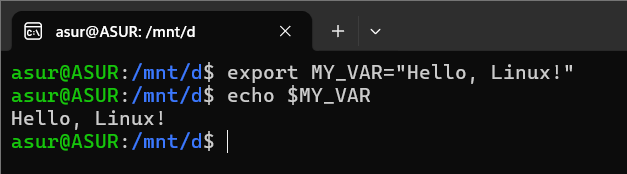 asur@ASUR: /mnt/d
asur@ASUR:/mnt/d$ export MY_VAR="Hello, Linux!"
asur@ASUR:/mnt/d$ echo $MY_VAR
Hello, Linux!
asur@ASUR:/mnt/d$